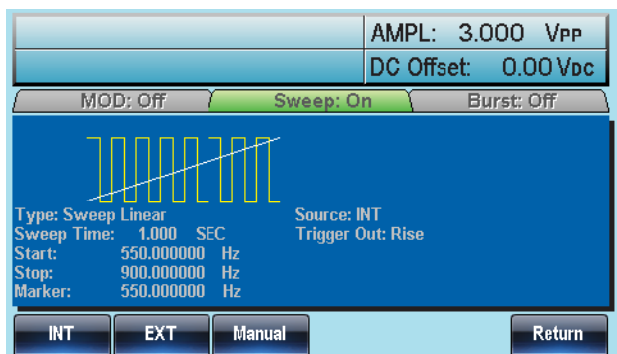 AMPL: 3.000 VPP
DC Offset: 0.00 VDC
MOD: Off Sweep: On Burst: Off
Type: Sweep Linear Source: INT
Sweep Time: 1.000 SEC Trigger Out: Rise
Start: 550.000000 Hz
Stop: 900.000000 Hz
Marker: 550.000000 Hz
INT EXT Manual Return